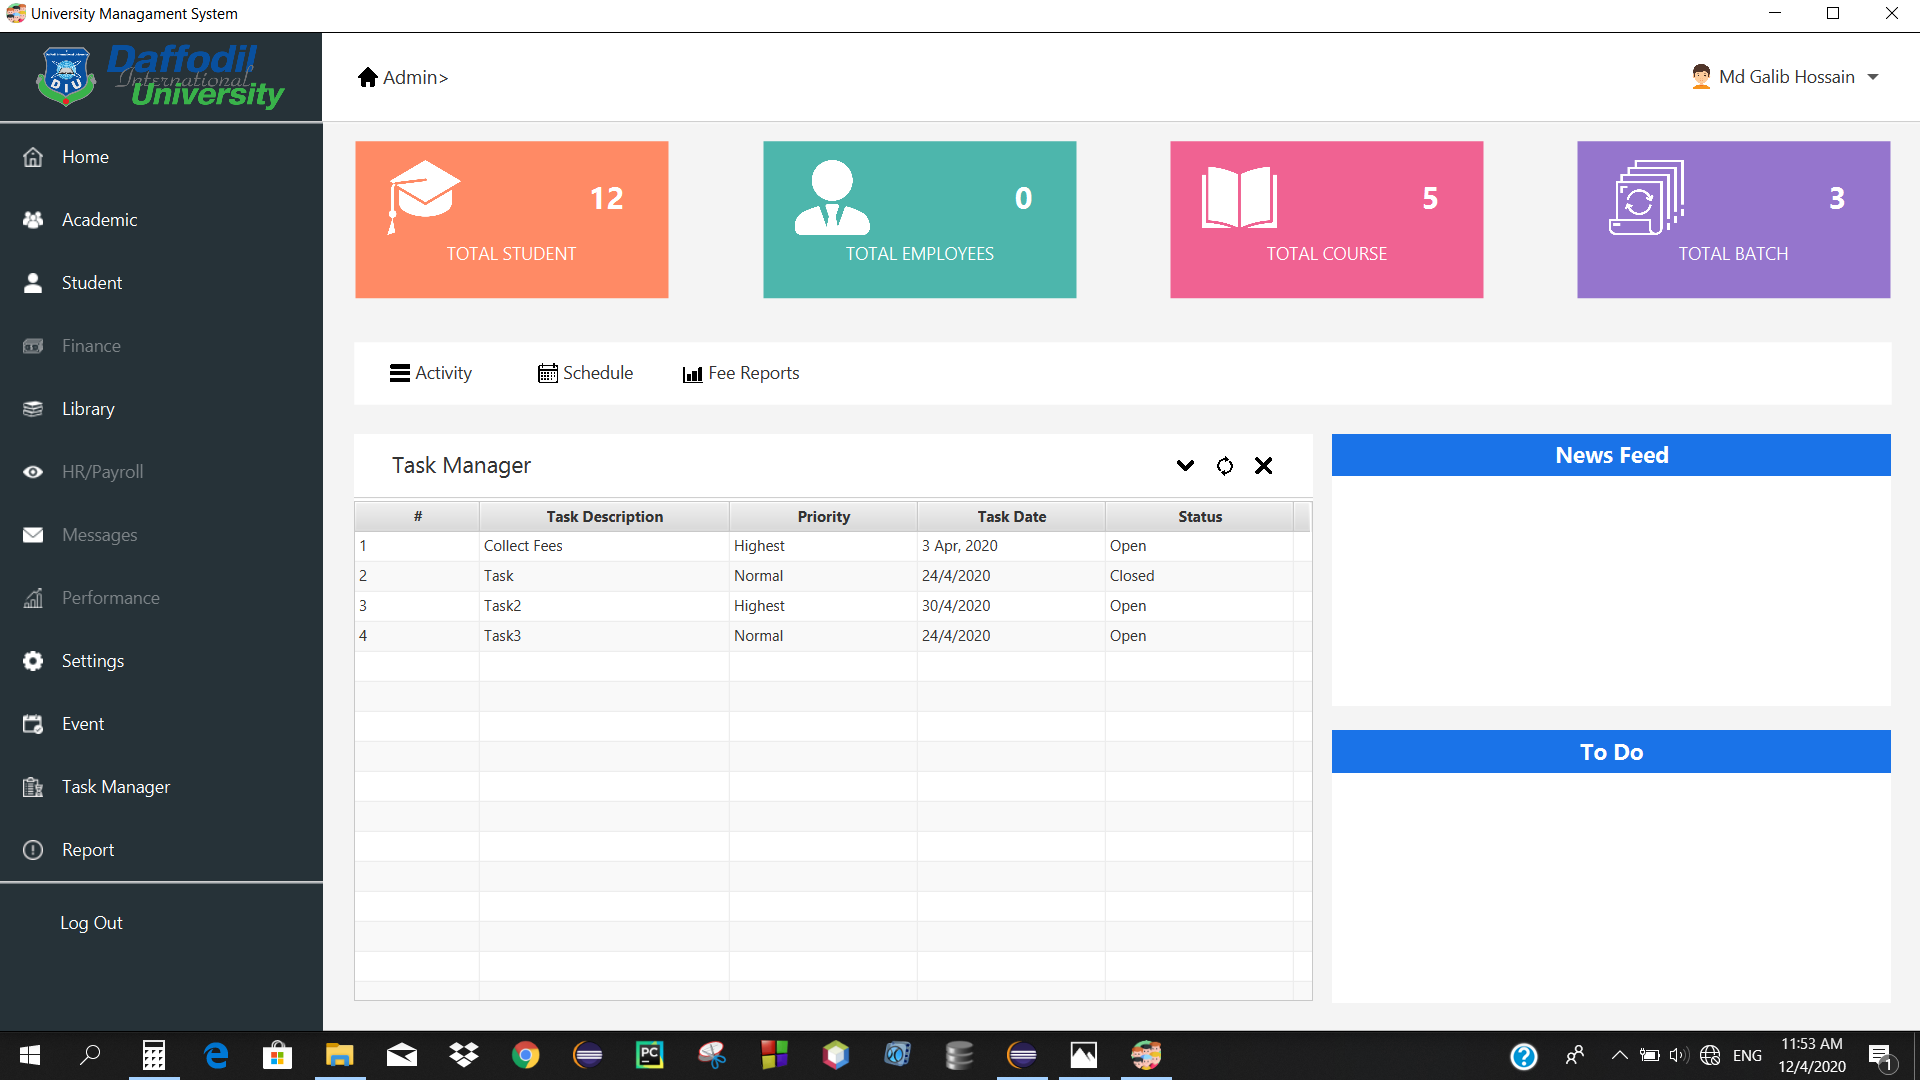 University Managament System
Daffodil
International
University
DIU
Admin>
Md Galib Hossain
Home
Academic
Student
Finance
Library
HR/Payroll
Messages
Performance
Settings
Event
Task Manager
Report
Log Out
12
TOTAL STUDENT
0
TOTAL EMPLOYEES
5
TOTAL COURSE
3
TOTAL BATCH
Activity
Schedule
Fee Reports
Task Manager
# Task Description Priority Task Date Status
1 Collect Fees Highest 3 Apr, 2020 Open
2 Task Normal 24/4/2020 Closed
3 Task2 Highest 30/4/2020 Open
4 Task3 Normal 24/4/2020 Open
News Feed
To Do
PC
ENG
11:53 AM
12/4/2020
1